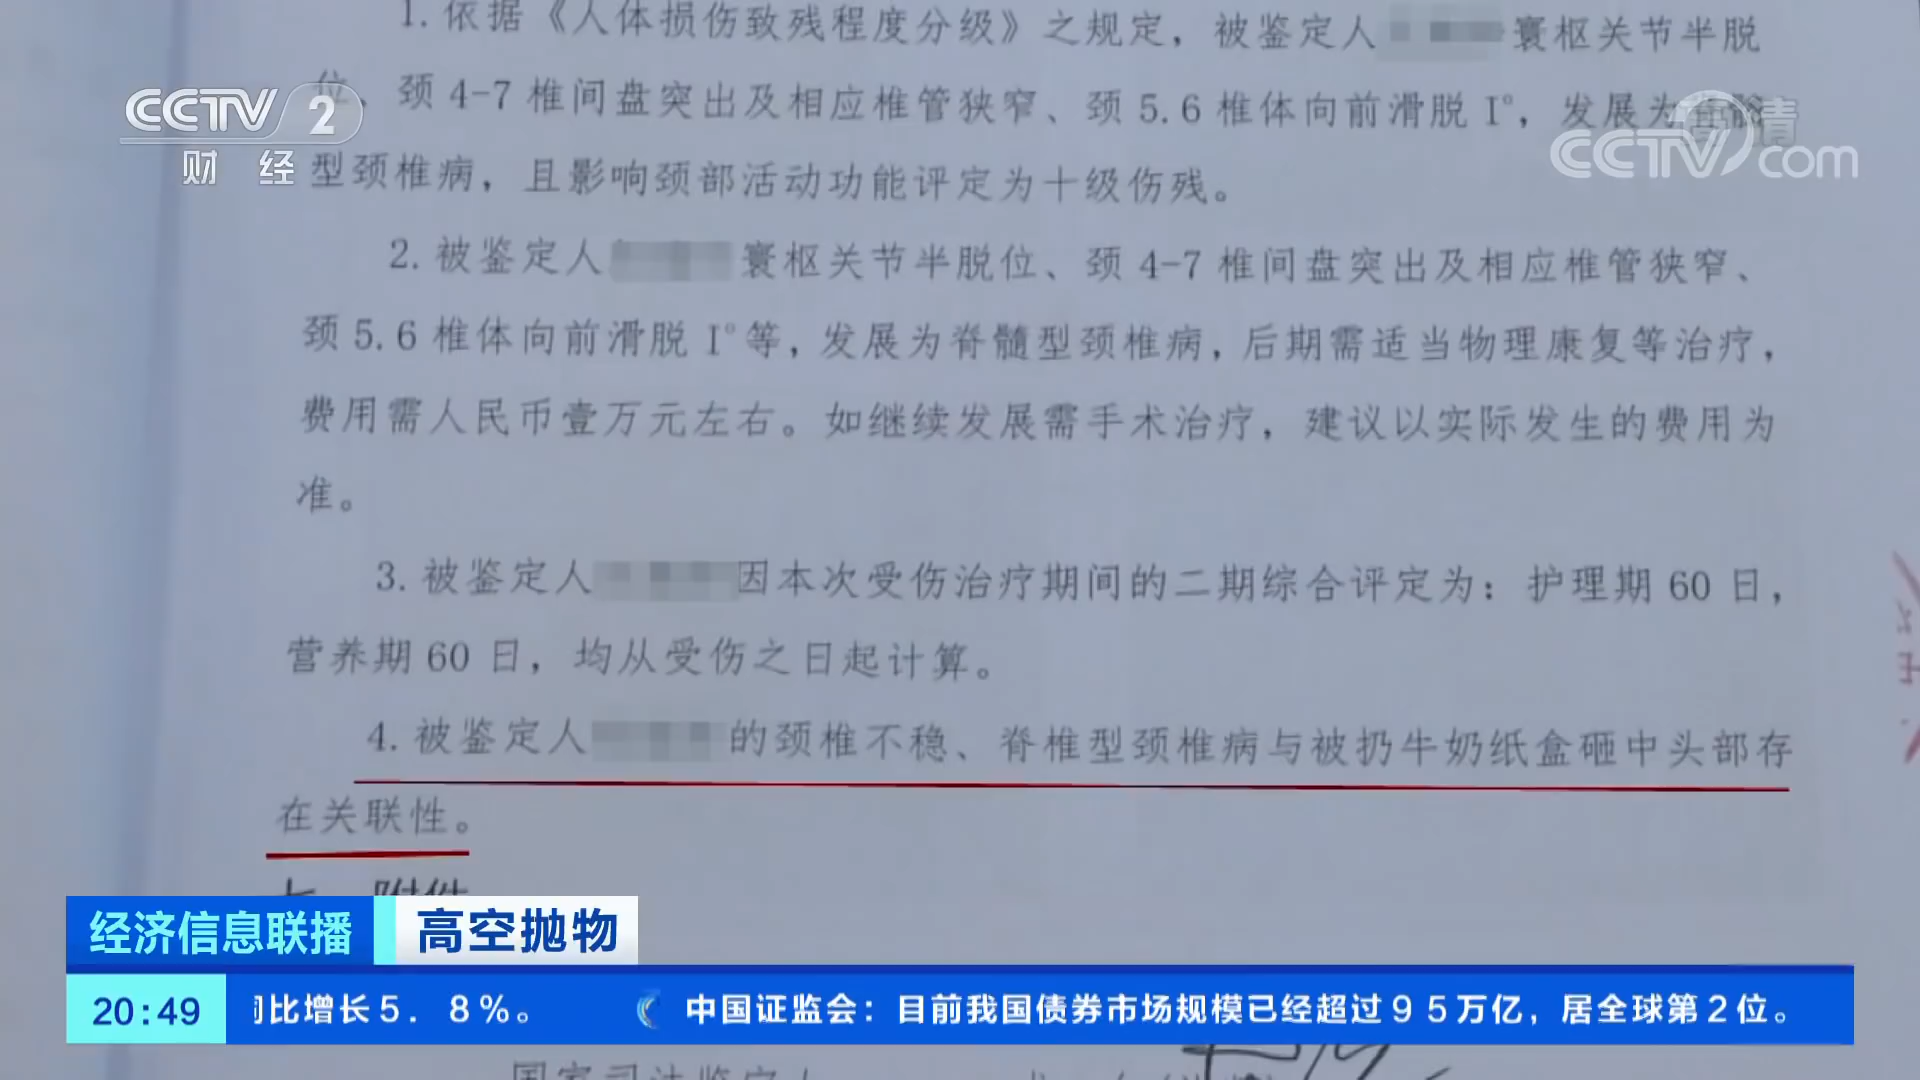 1.依据《人体损伤致残程度分级》之规定，被鉴定人 寰枢关节半脱
位、颈4-7椎间盘突出及相应椎管狭窄、颈5.6椎体向前滑脱I°，发展为脊髓
型颈椎病，且影响颈部活动功能评定为十级伤残。
CCTV 2
财经
CCTV com
2.被鉴定人 寰枢关节半脱位、颈4-7椎间盘突出及相应椎管狭窄、
颈5.6椎体向前滑脱I°等，发展为脊髓型颈椎病，后期需适当物理康复等治疗，
费用需人民币壹万元左右。如继续发展需手术治疗，建议以实际发生的费用为
准。
3.被鉴定人 因本次受伤治疗期间的二期综合评定为：护理期60日，
营养期60日，均从受伤之日起计算。
4.被鉴定人 的颈椎不稳、脊椎型颈椎病与被扔牛奶纸盒砸中头部存
在关联性。
经济信息联播 高空抛物
20:49 比增长5.8%。 中国证监会：目前我国债券市场规模已经超过95万亿，居全球第2位。